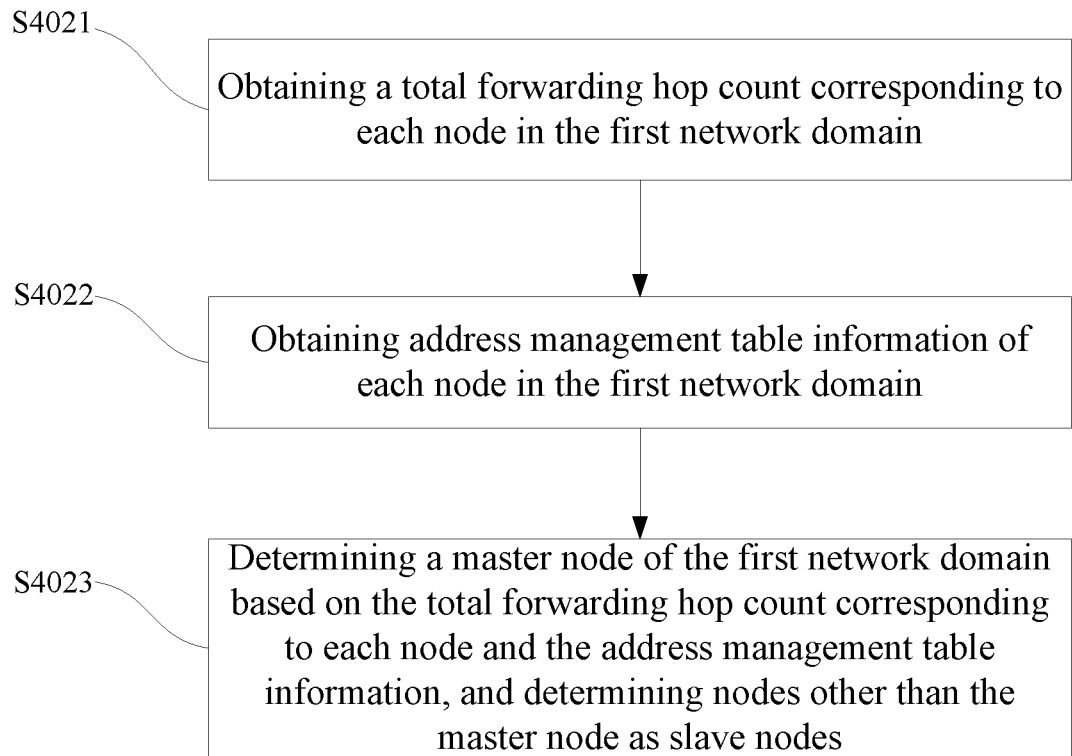 S4021
Obtaining a total forwarding hop count corresponding to
each node in the first network domain
S4022
Obtaining address management table information of
each node in the first network domain
S4023
Determining a master node of the first network domain
based on the total forwarding hop count corresponding
to each node and the address management table
information, and determining nodes other than the
master node as slave nodes